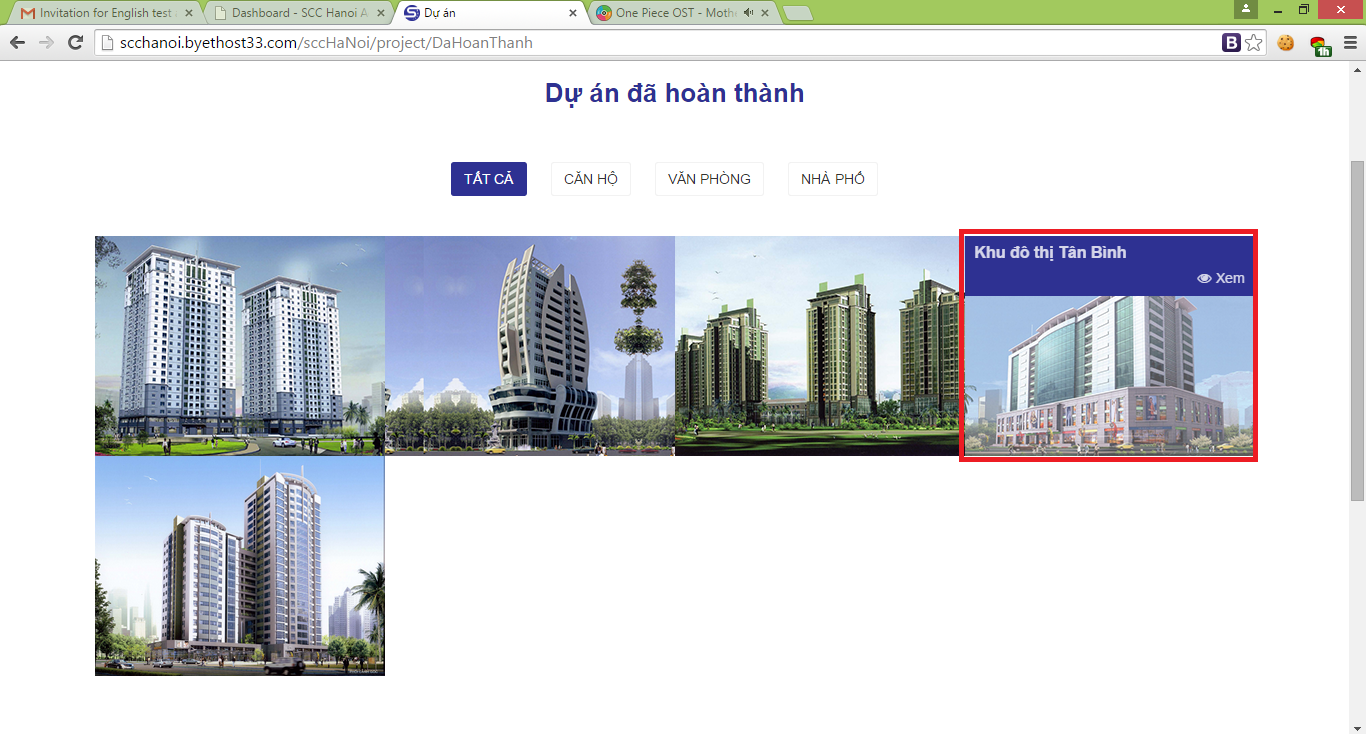 Invitation for English test
Dashboard - SCC Hanoi A
Dự án
One Piece OST - Moth
scchanoi.byethost33.com/sccHaNoi/project/DaHoanThanh
B
1h
Dự án đã hoàn thành
TẤT CẢ
CĂN HỘ
VĂN PHÒNG
NHÀ PHỐ
Khu đô thị Tân Bình
Xem